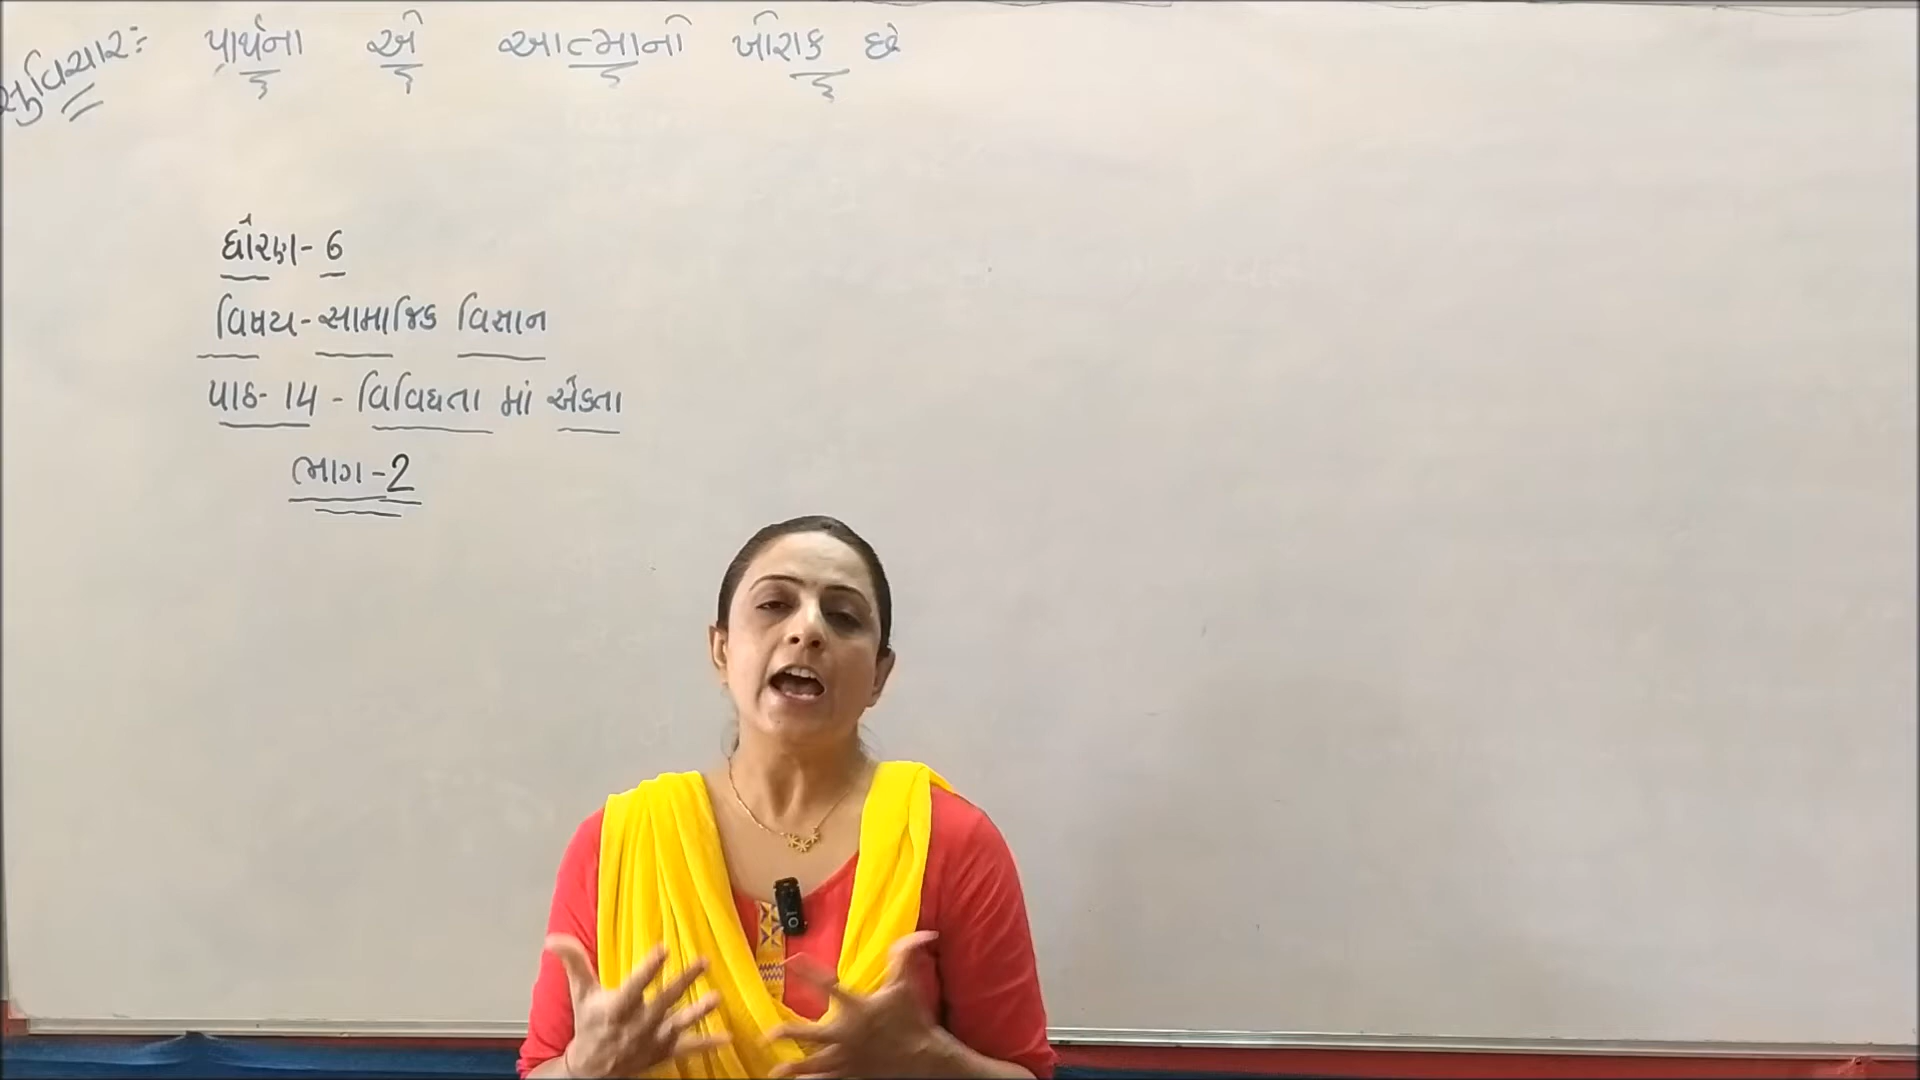 સુવિચાર:- પ્રાર્થના એ આત્માનો ખોરાક છે
ધોરણ - 6
વિષય - સામાજિક વિજ્ઞાન
પાઠ - 14 - વિવિધતા માં એકતા
ભાગ - 2